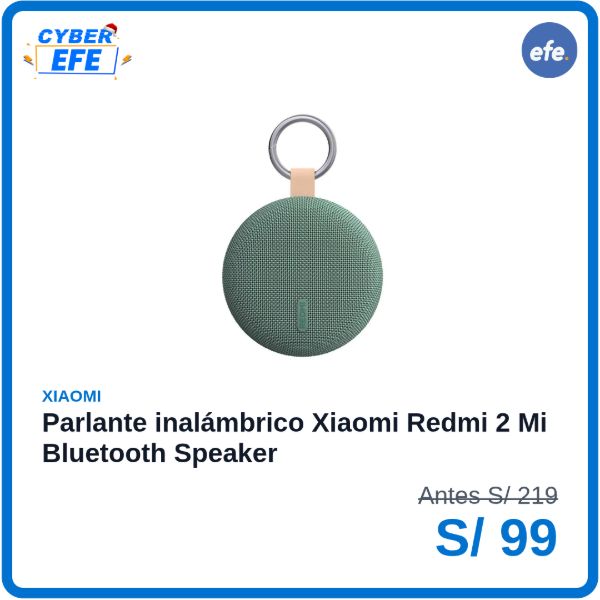 CYBER
EFE
efe.
XIAOMI
Parlante inalámbrico Xiaomi Redmi 2 Mi
Bluetooth Speaker
Antes S/ 219
S/ 99